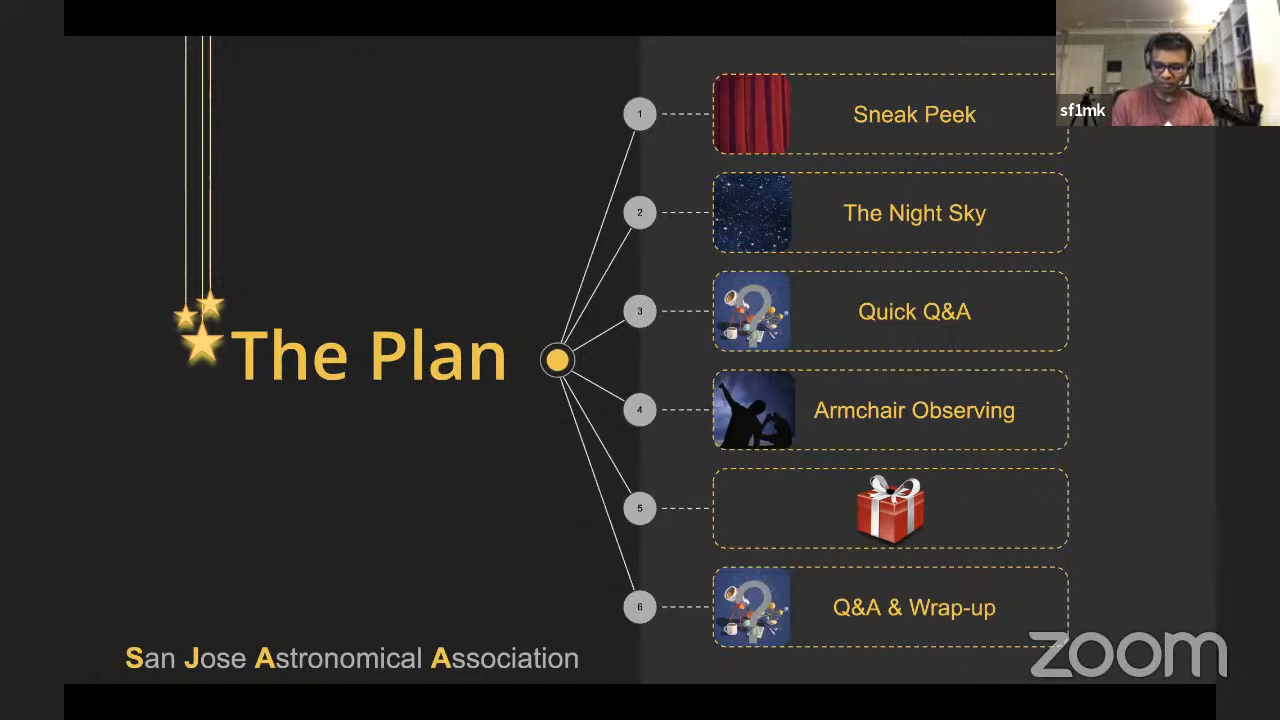 The Plan
1
Sneak Peek
2
The Night Sky
3
Quick Q&A
4
Armchair Observing
5
6
Q&A & Wrap-up
San Jose Astronomical Association
sf1mk
zoom